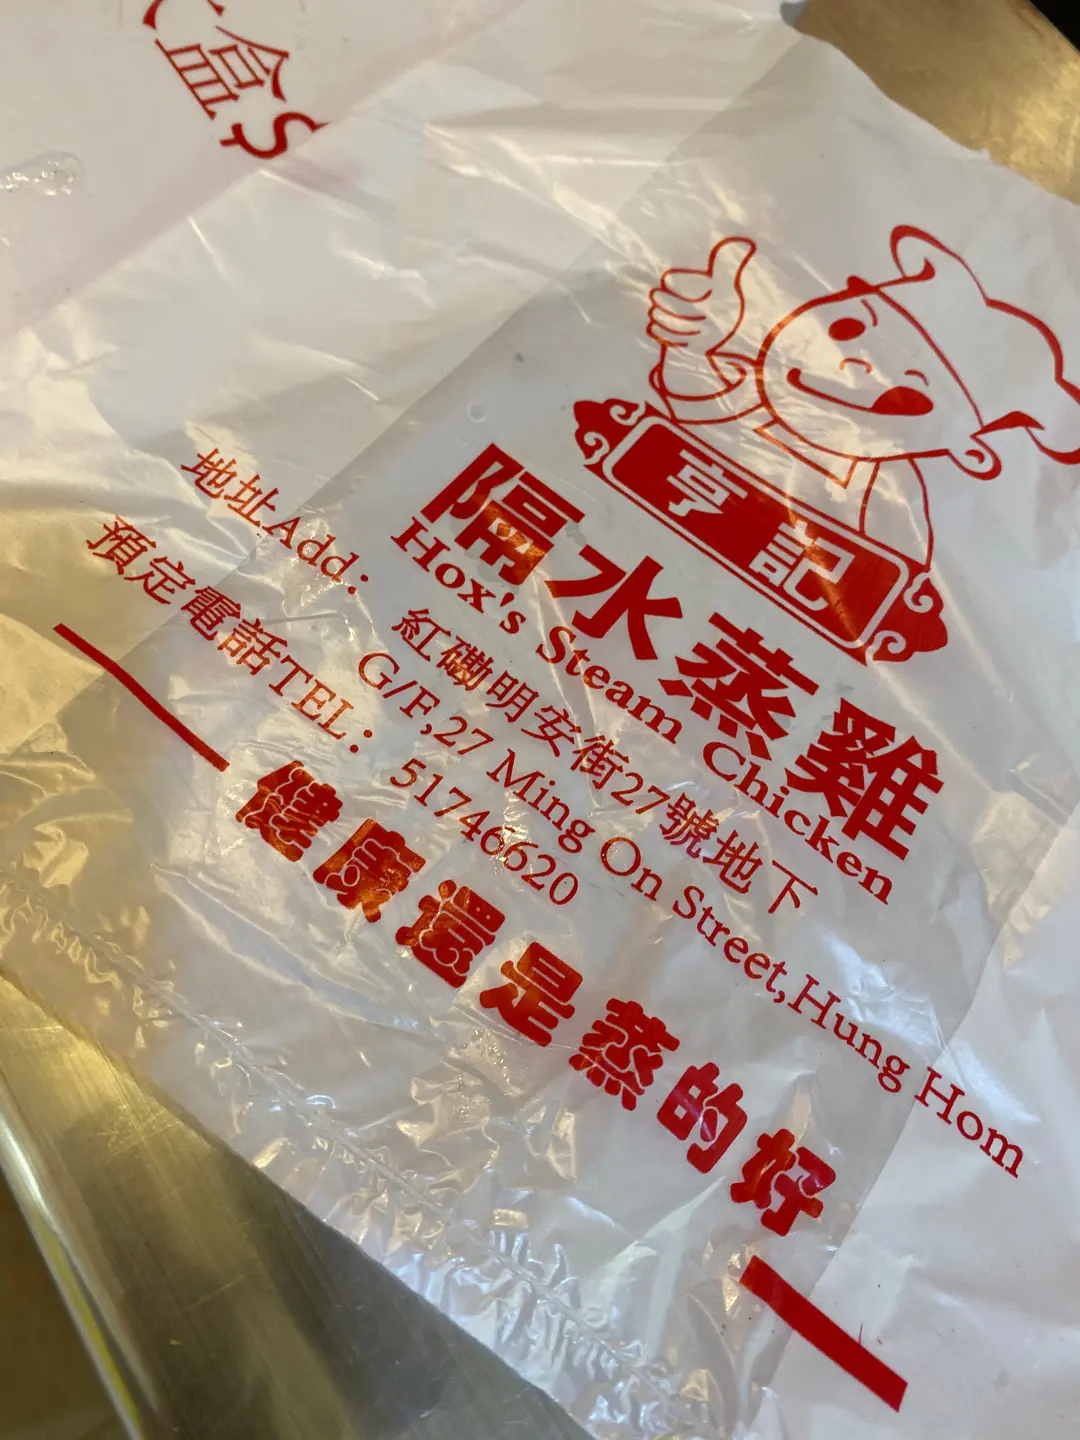 盒$
亨記
隔水蒸雞
Hox's Steam Chicken
地址Add： 紅磡明安街27號地下
G/F,27 Ming On Street,Hung Hom
預定電話TEL： 51746620
健康還是蒸的好